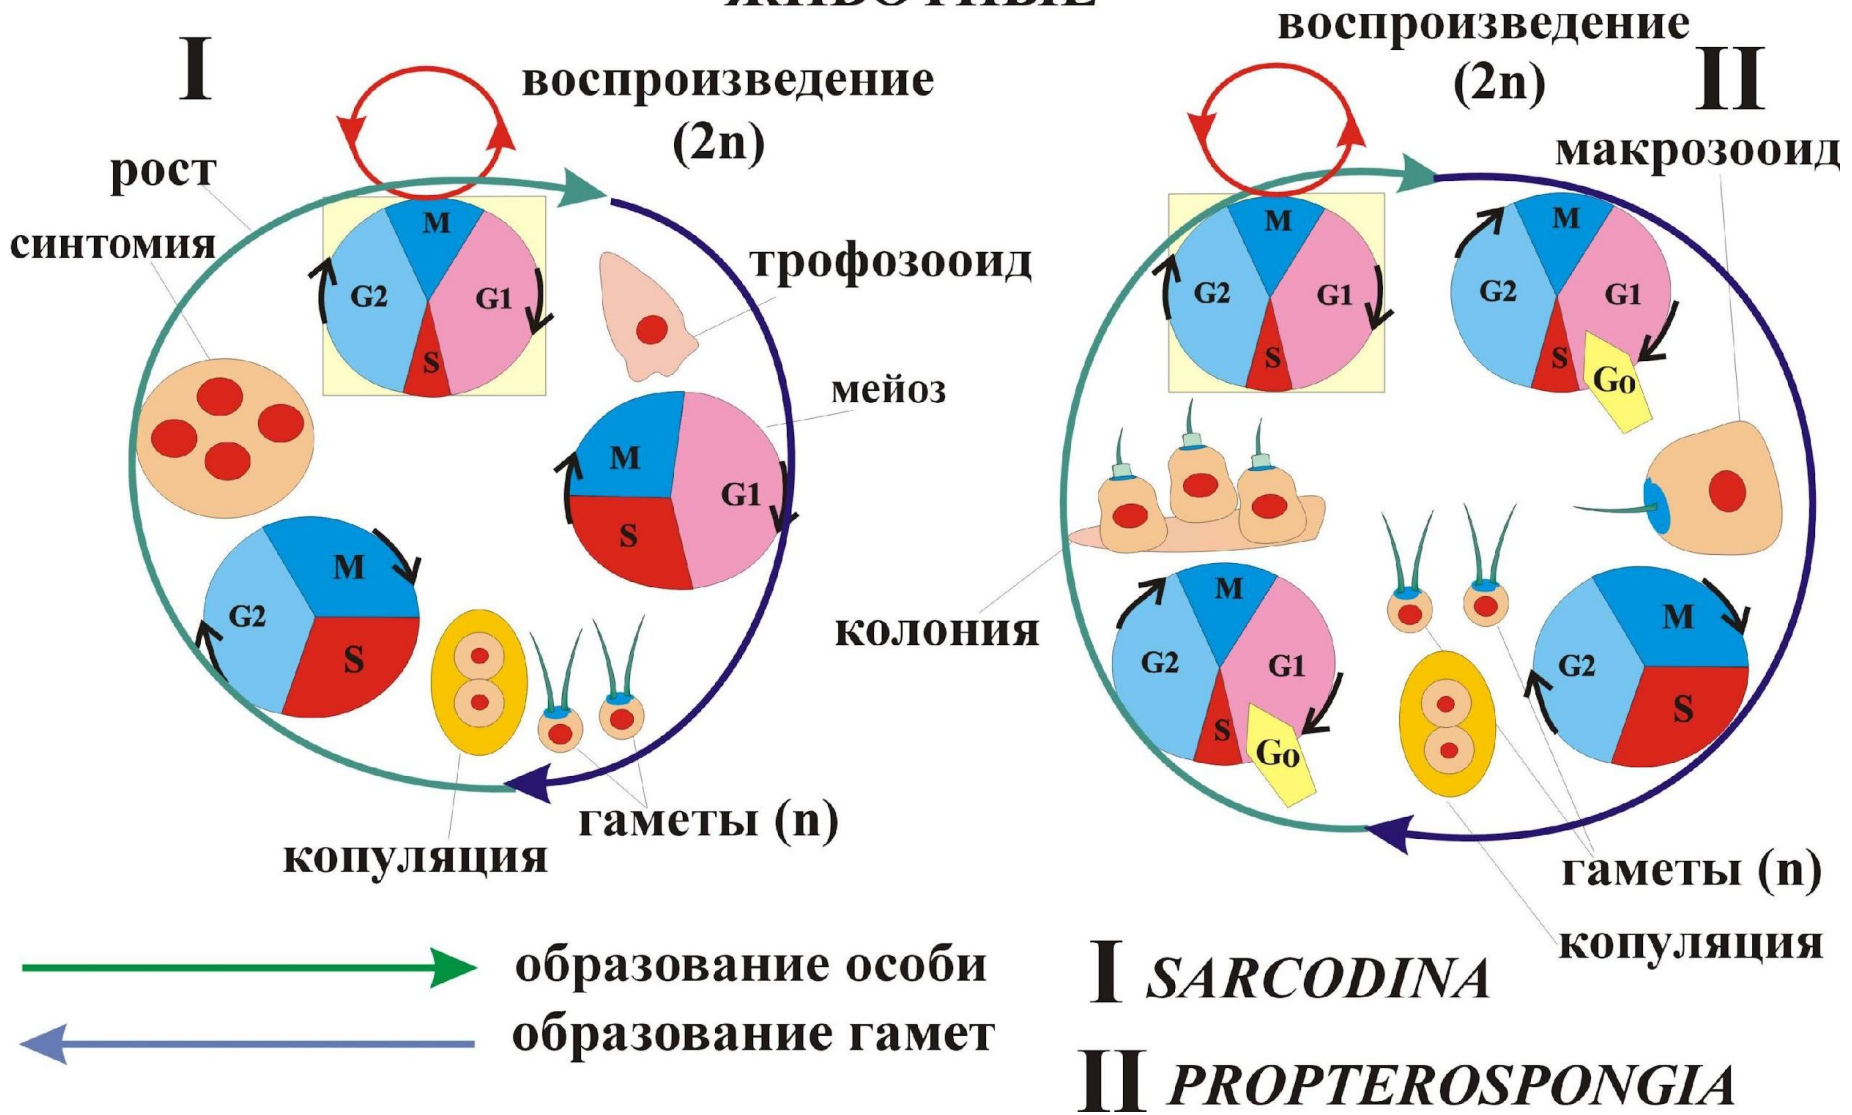 ЖИВОТНЫЕ
I
воспроизведение
(2n)
рост
синтомия
M
G2
G1
S
трофозооид
мейоз
M
G1
S
M
G2
S
гаметы (n)
копуляция
воспроизведение
(2n)
II
макрозооид
M
G2
G1
S
M
G2
G1
S
Go
колония
M
G2
G1
S
Go
M
G2
S
гаметы (n)
копуляция
образование особи
образование гамет
I SARCODINA
II PROPTEROSPONGIA